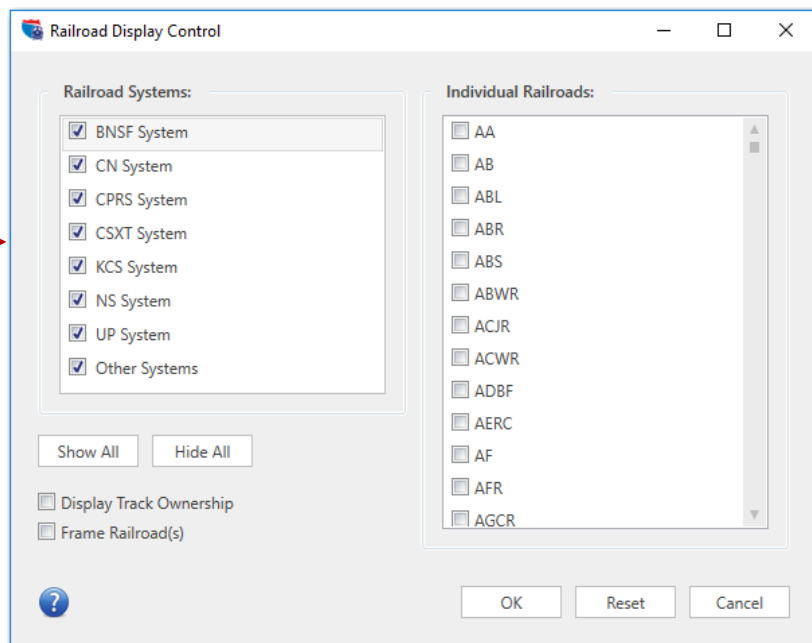 Railroad Display Control
Railroad Systems:
BNSF System
CN System
CPRS System
CSXT System
KCS System
NS System
UP System
Other Systems
Show All
Hide All
Display Track Ownership
Frame Railroad(s)
Individual Railroads:
AA
AB
ABL
ABR
ABS
ABWR
ACJR
ACWR
ADBF
AERC
AF
AFR
AGCR
?
OK
Reset
Cancel